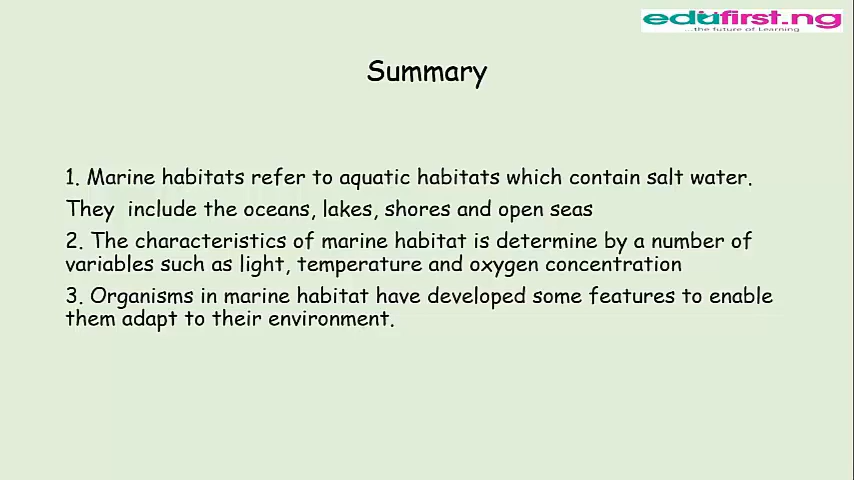 edufirst.ng
...the future of Learning
Summary
1. Marine habitats refer to aquatic habitats which contain salt water.
They include the oceans, lakes, shores and open seas
2. The characteristics of marine habitat is determine by a number of
variables such as light, temperature and oxygen concentration
3. Organisms in marine habitat have developed some features to enable
them adapt to their environment.